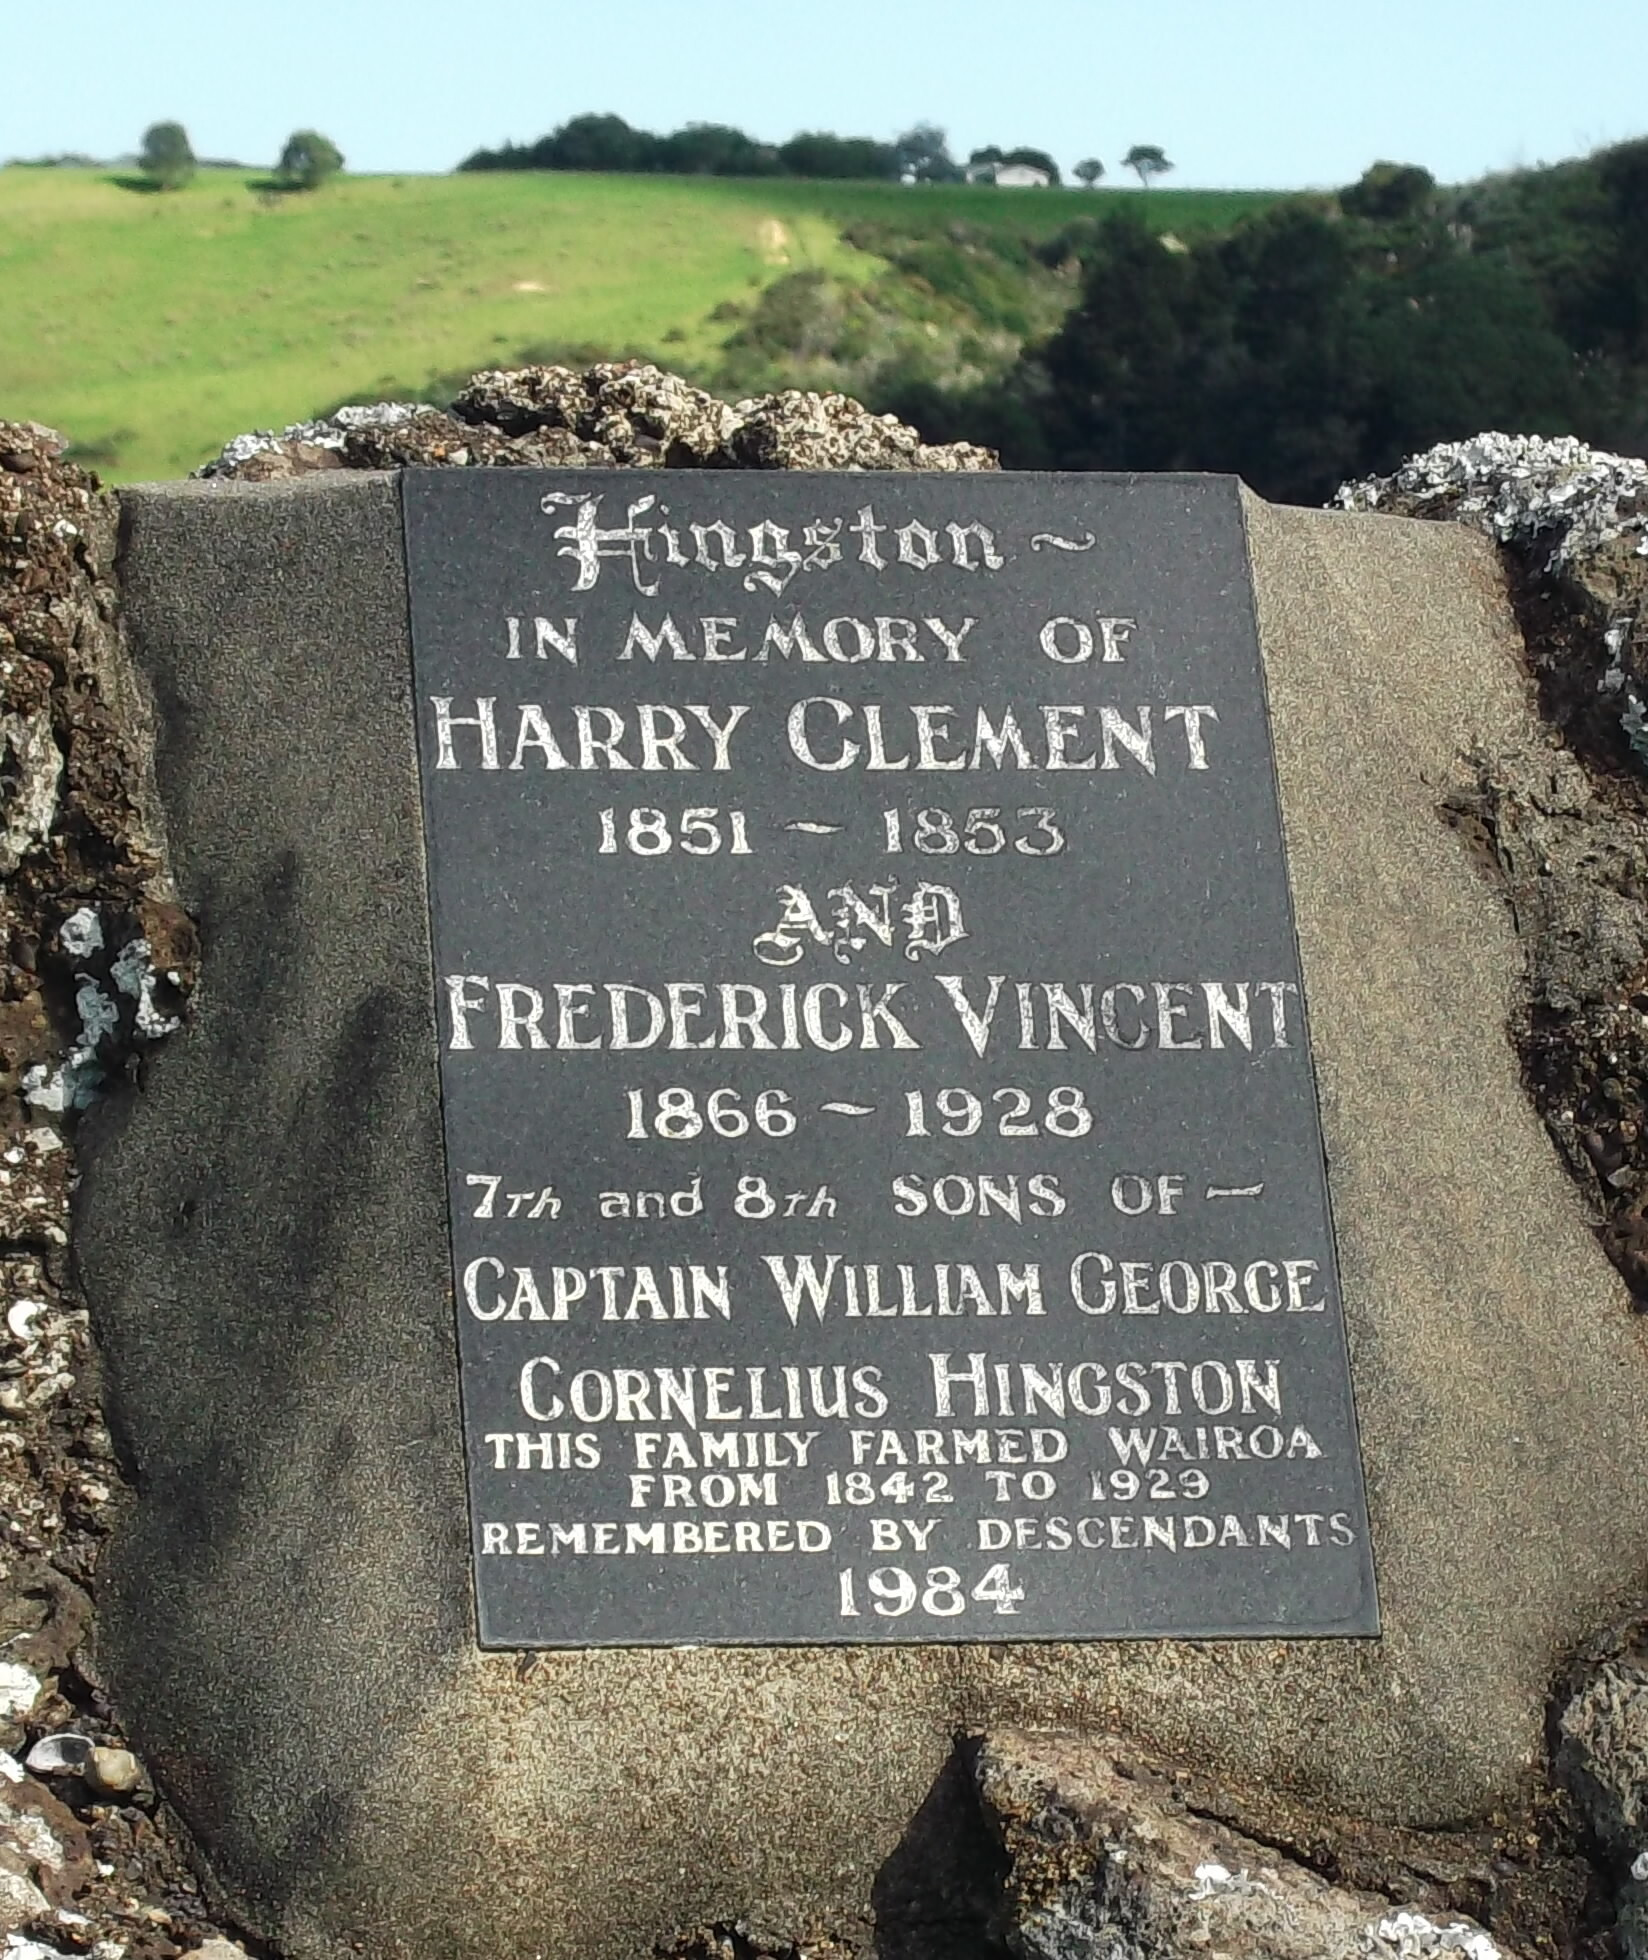 Kingston ~
IN MEMORY OF
HARRY CLEMENT
1851 ~ 1853
AND
FREDERICK VINCENT
1866 ~ 1928
7Th and 8Th SONS OF —
CAPTAIN WILLIAM GEORGE
CORNELIUS HINGSTON
THIS FAMILY FARMED WAIROA
FROM 1842 TO 1929
REMEMBERED BY DESCENDANTS
1984